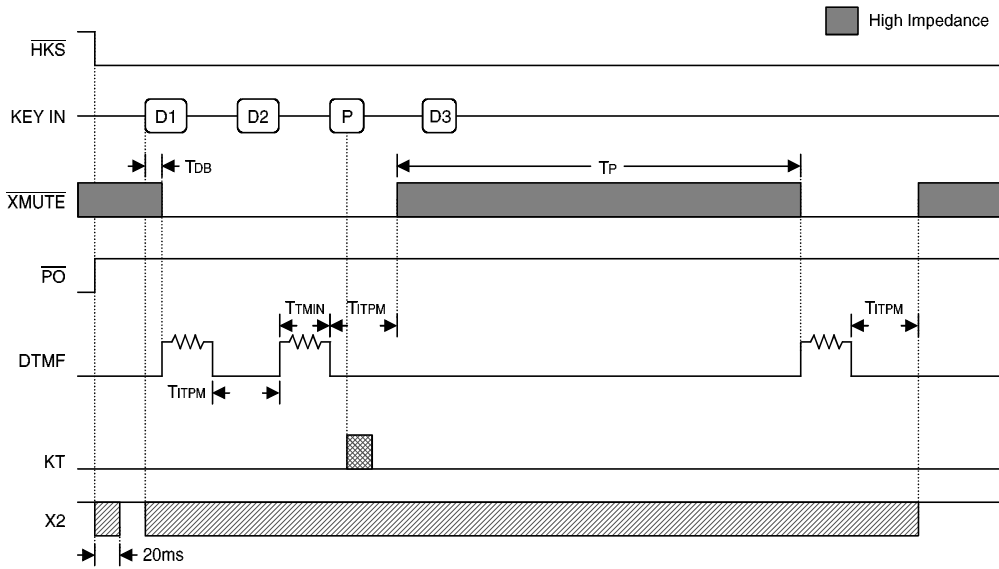 High Impedance
HKS
KEY IN D1 D2 P D3
TDB TP
XMUTE
PO
TTMIN TITPM TITPM
DTMF
TITPM
KT
X2
20ms